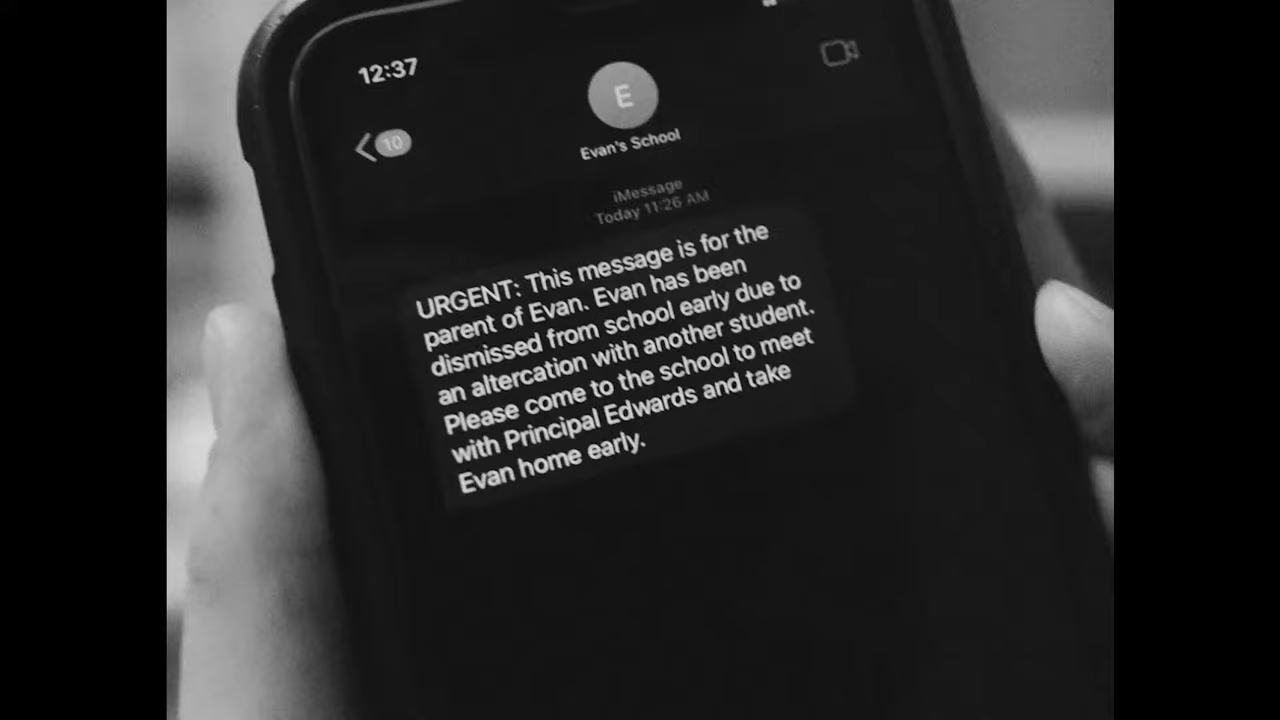 12:37
10
E
Evan's School
iMessage
Today 11:26 AM
URGENT: This message is for the
parent of Evan. Evan has been
dismissed from school early due to
an altercation with another student.
Please come to the school to meet
with Principal Edwards and take
Evan home early.